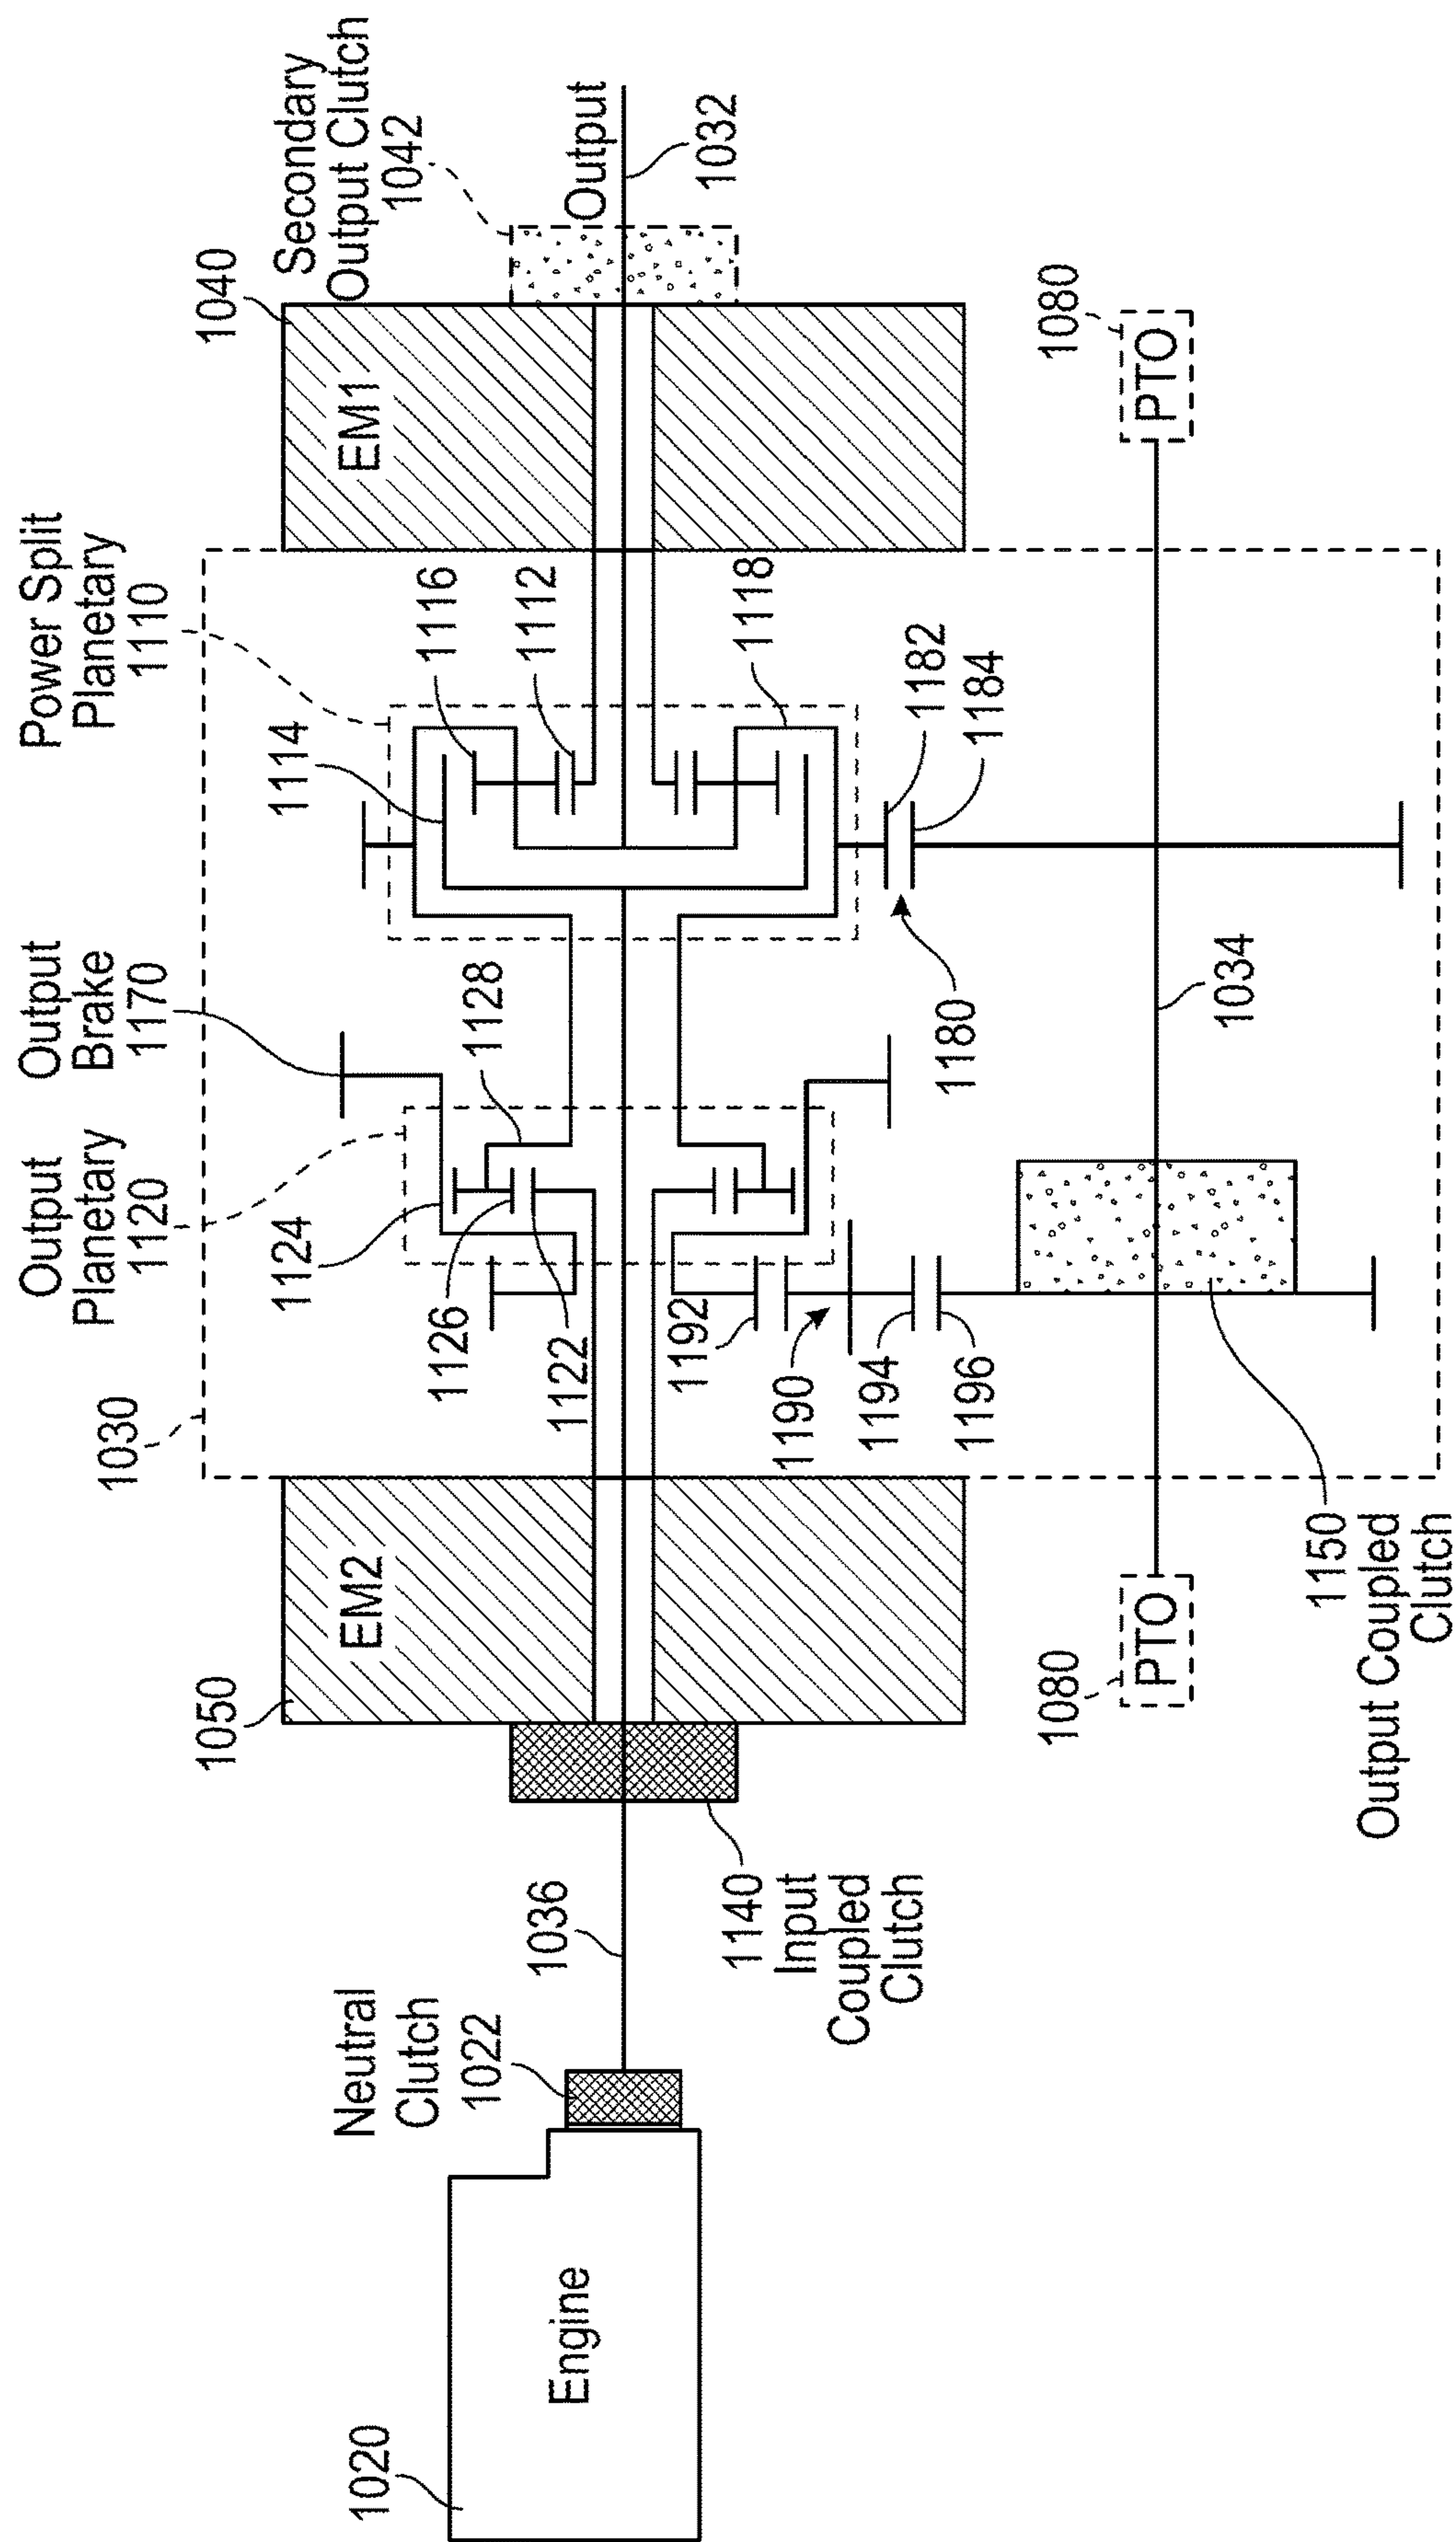 1020
Engine
Neutral
Clutch
1022
1036
1140
Input
Coupled
Clutch
1050
EM2
1030
Output
Planetary
1120
Output
Brake
1170
Power Split
Planetary
1110
1124
1126
1122
1128
1114
1116
1112
1118
1192
1190
1194
1196
1180
1182
1184
1034
1040
EM1
Secondary
Output Clutch
1042
Output
1032
1080
PTO
1080
PTO
1150
Output Coupled
Clutch